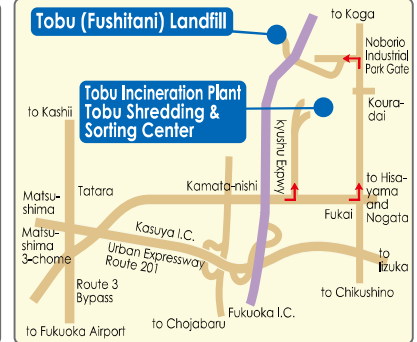 to Koga
Tobu (Fushitani) Landfill
Noborio
Industrial
Park Gate
Tobu Incineration Plant
Tobu Shredding &
Sorting Center
Koura-
dai
to Kashii
kyushu Expwy
Tatara
Kamata-nishi
to Hisa-
yama
and
Nogata
Matsu-
shima
Fukai
Matsu-
shima
3-chome
Kasuya I.C.
Urban Expressway
Route 201
to
Iizuka
Route 3
Bypass
to Chikushino
Fukuoka I.C.
to Chojabaru
to Fukuoka Airport